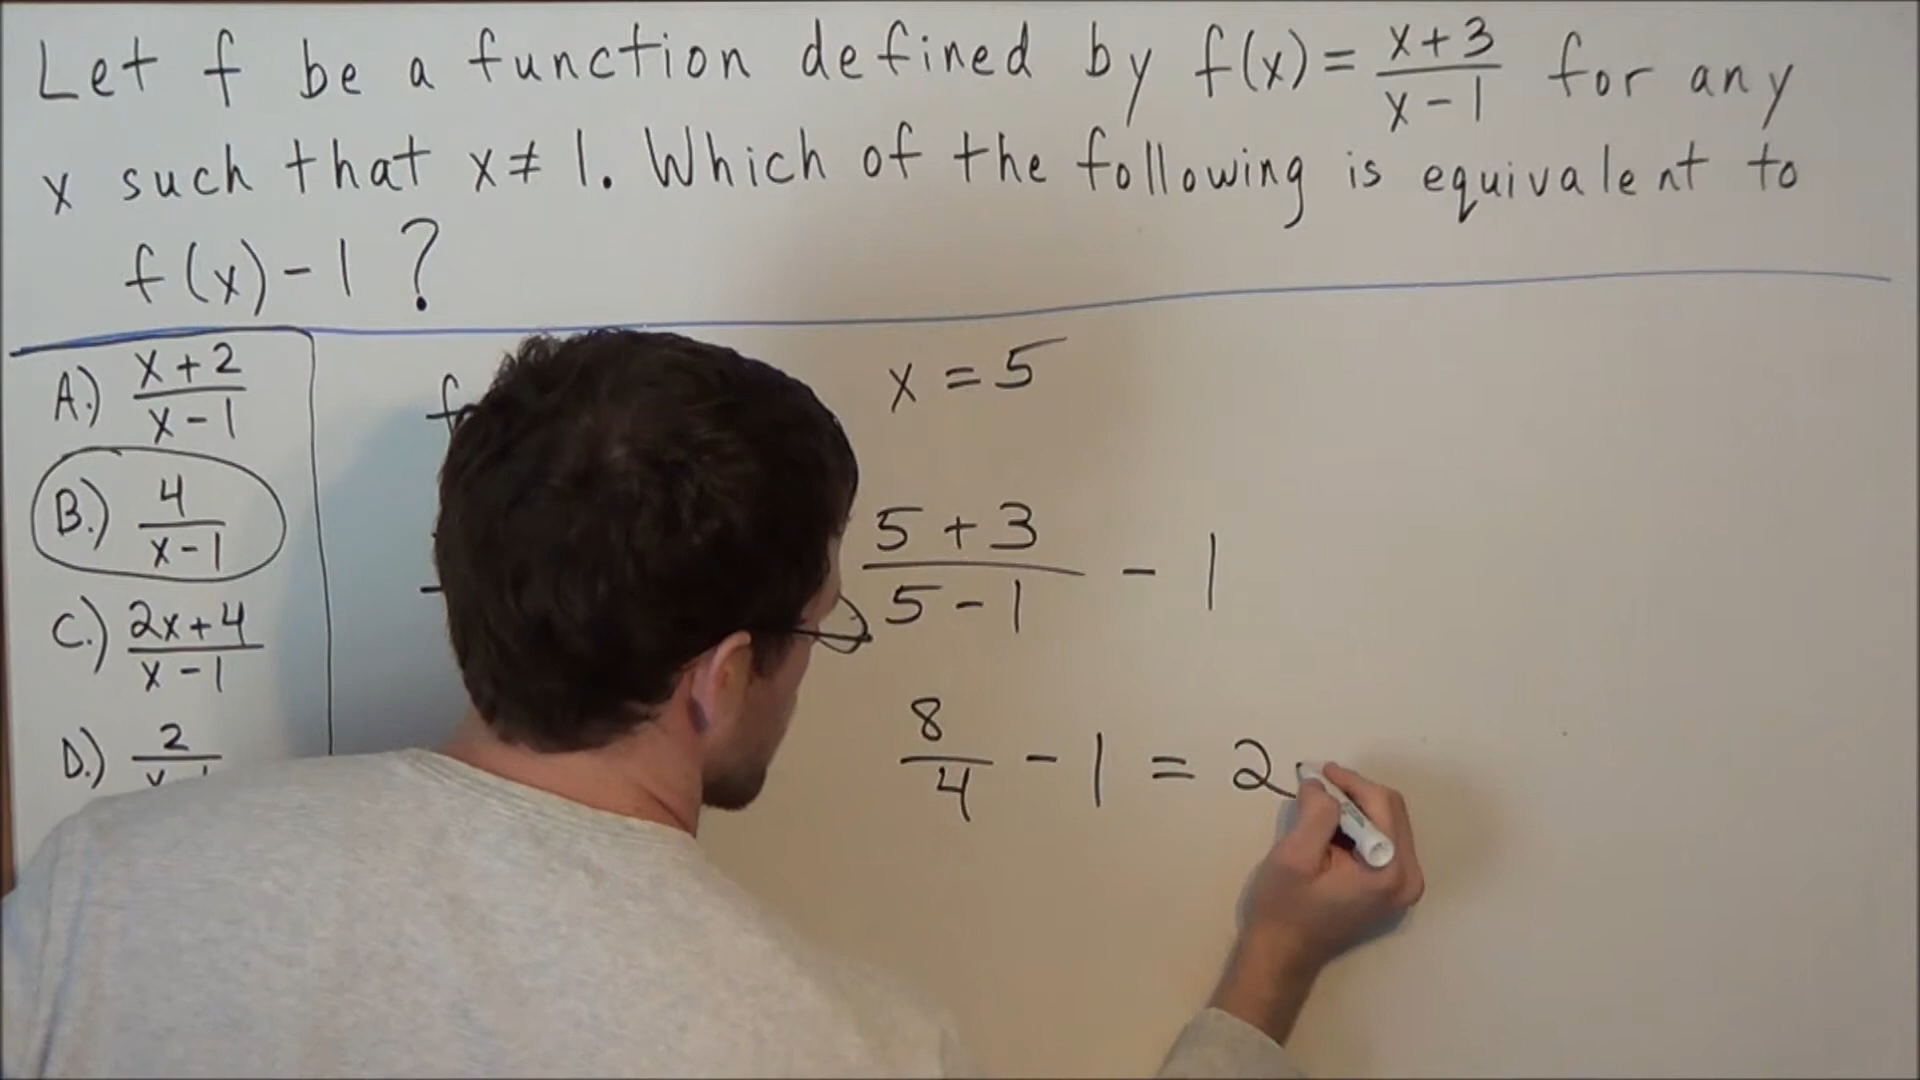 Let f be a function defined by f(x) = x+3 / x-1 for any
x such that x ≠ 1. Which of the following is equivalent to
f(x) - 1 ?
A.) x+2 / x-1
B.) 4 / x-1
C.) 2x+4 / x-1
D.) 2
f
x = 5
5+3 / 5-1 - 1
8/4 - 1 = 2